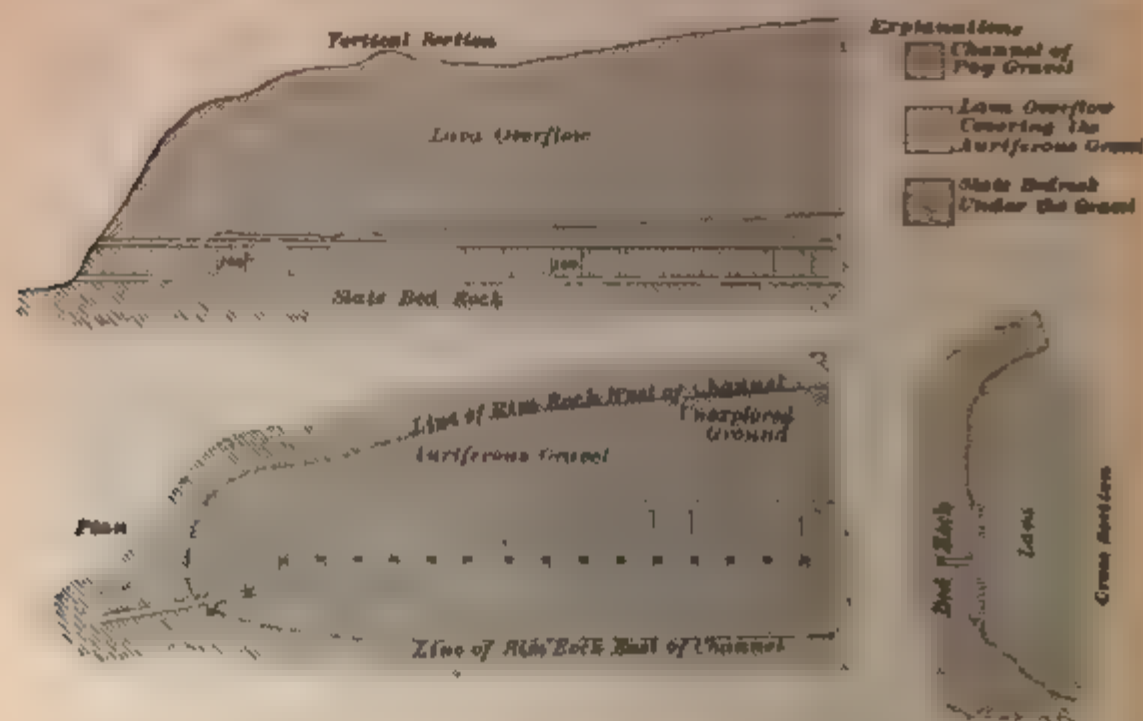 Vertical Section
Lava Overflow
Slate Bed Rock
Explanations
Channel of
Pay Gravel
Lava Overflow
Covering the
Auriferous Gravel
Slate Bedrock
Under the Gravel
Plan
Line of Rim Rock West of Channel
Unexplored
Ground
Auriferous Gravel
Line of Rim Rock East of Channel
Bed Rock
Lava
Cross Section